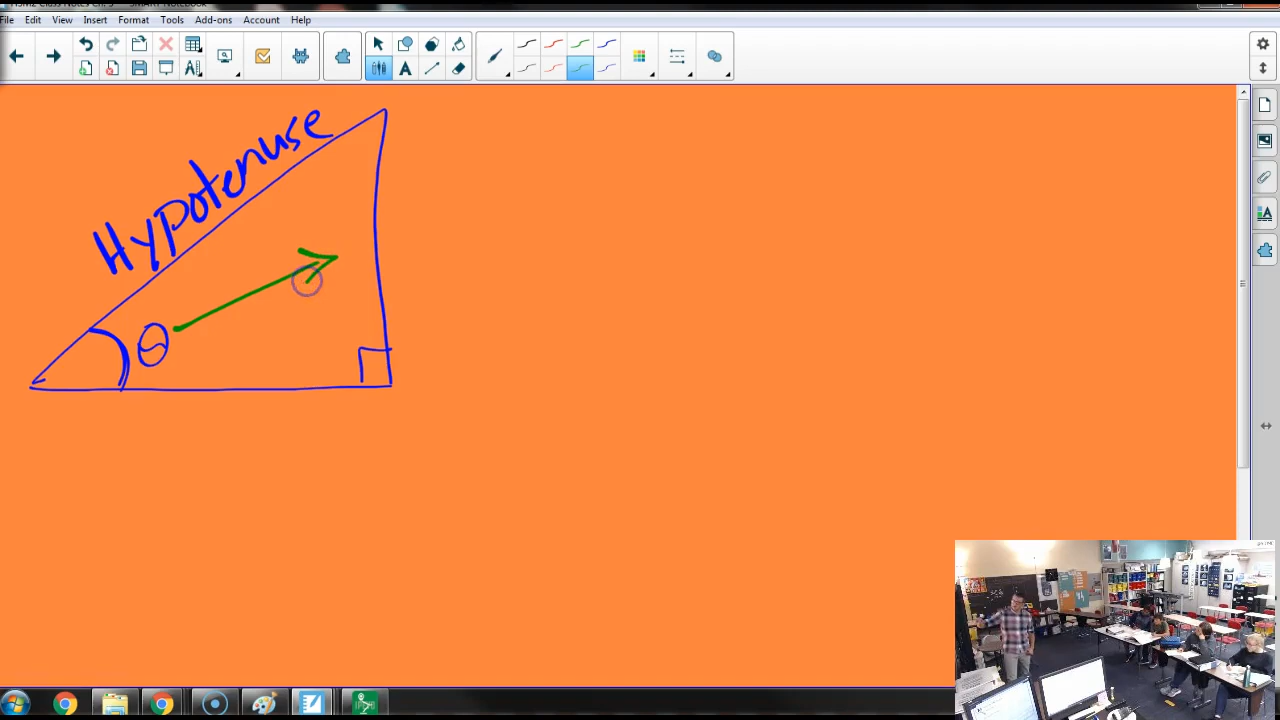 File Edit View Insert Format Tools Add-ons Account Help
Hypotenuse
θ